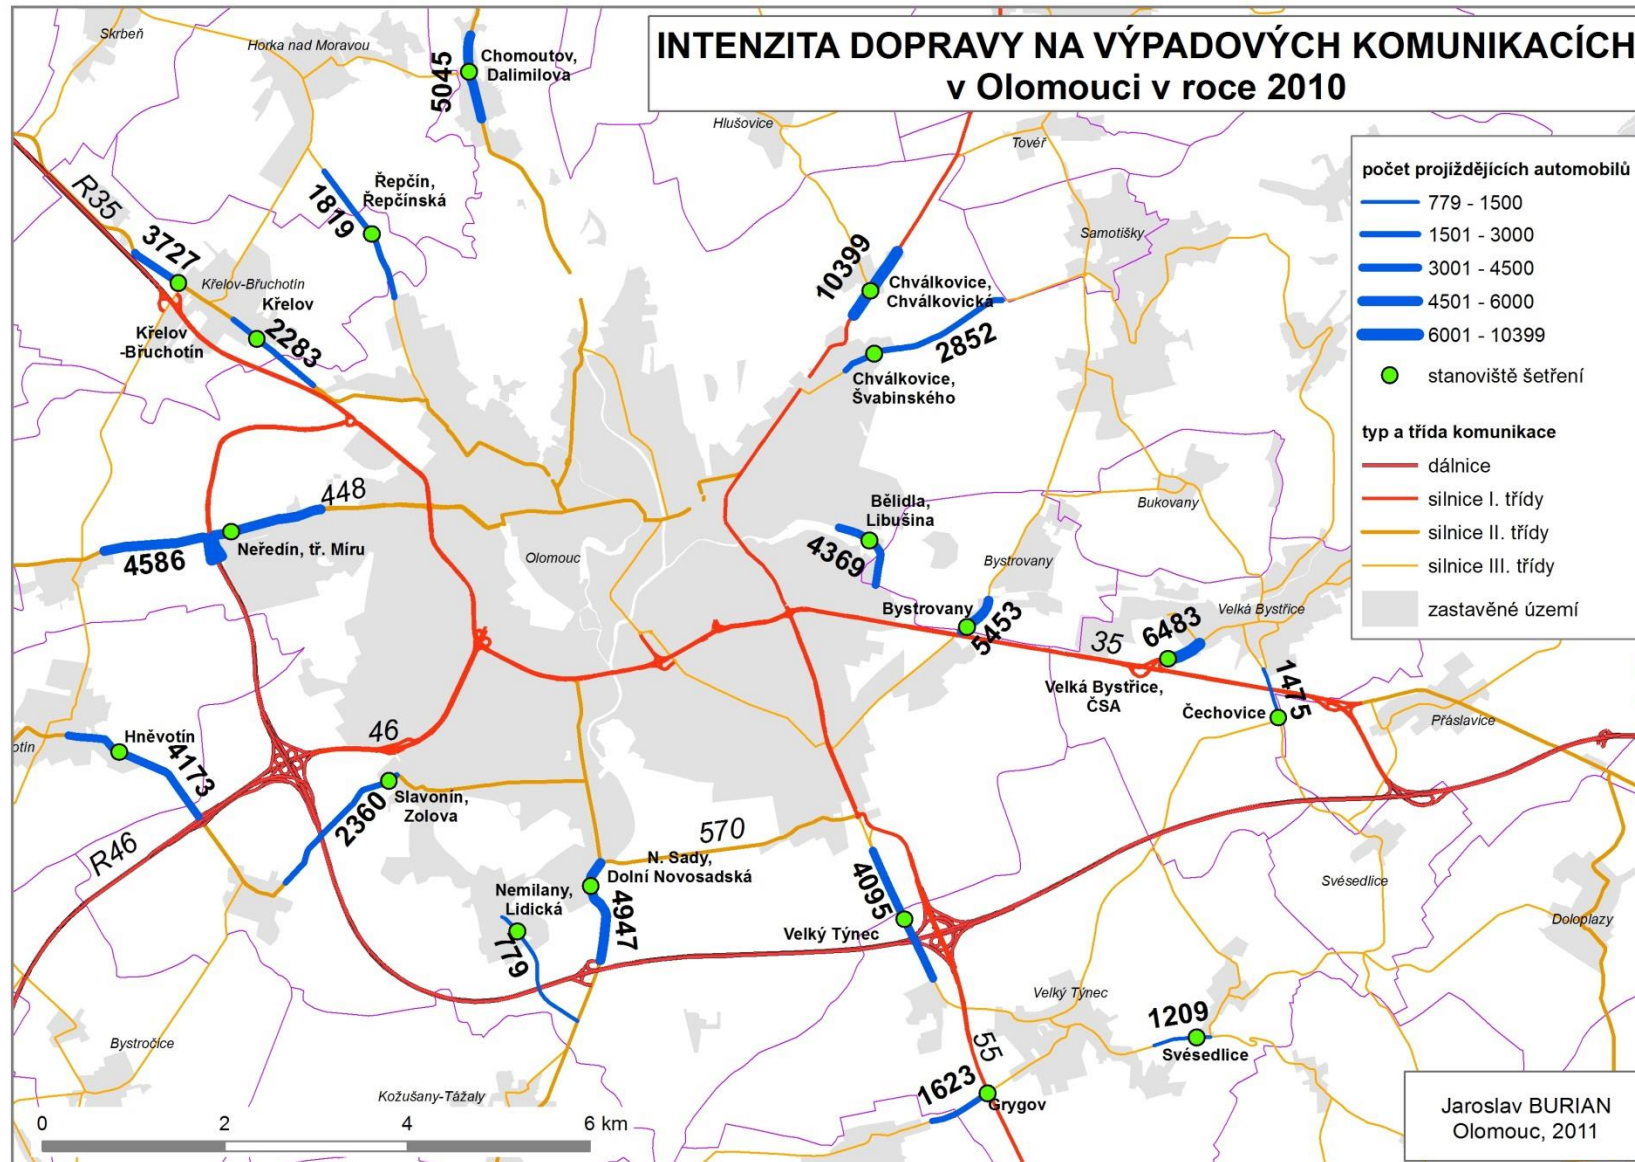 INTENZITA DOPRAVY NA VÝPADOVÝCH KOMUNIKACÍCH
v Olomouci v roce 2010
počet projíždějících automobilů
779 - 1500
1501 - 3000
3001 - 4500
4501 - 6000
6001 - 10399
stanoviště šetření
typ a třída komunikace
dálnice
silnice I. třídy
silnice II. třídy
silnice III. třídy
zastavěné území
Skrbeň
Horka nad Moravou
Chomoutov,
Dalimilova
5045
Hlušovice
Tovéř
Samotišky
R35
Řepčín,
Řepčínská
1819
3727
Křelov-Břuchotín
Křelov
2283
Křelov
-Břuchotín
10399
Chválkovice,
Chválkovická
2852
Chválkovice,
Švabinského
448
4586
Neředín, tř. Míru
Olomouc
Bělidla,
Libušina
4369
Bukovany
Bystrovany
Bystrovany
5453
35
6483
Velká Bystřice
Velká Bystřice,
ČSA
1475
Čechovice
Přáslavice
otín
Hněvotín
4173
46
2360
Slavonín,
Zolova
R46
570
N. Sady,
Dolní Novosadská
4947
Nemilany,
Lidická
779
4095
Velký Týnec
Svésedlice
Doloplazy
Velký Týnec
1209
Svésedlice
55
1623
Grygov
Bystročice
Kožušany-Tážaly
0 2 4 6 km
Jaroslav BURIAN
Olomouc, 2011